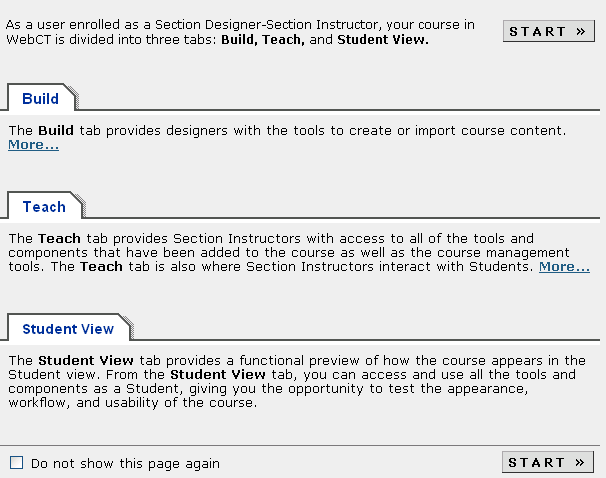 As a user enrolled as a Section Designer-Section Instructor, your course in
WebCT is divided into three tabs: Build, Teach, and Student View.
START »
Build
The Build tab provides designers with the tools to create or import course content.
More...
Teach
The Teach tab provides Section Instructors with access to all of the tools and
components that have been added to the course as well as the course management
tools. The Teach tab is also where Section Instructors interact with Students. More...
Student View
The Student View tab provides a functional preview of how the course appears in the
Student view. From the Student View tab, you can access and use all the tools and
components as a Student, giving you the opportunity to test the appearance,
workflow, and usability of the course.
Do not show this page again
START »